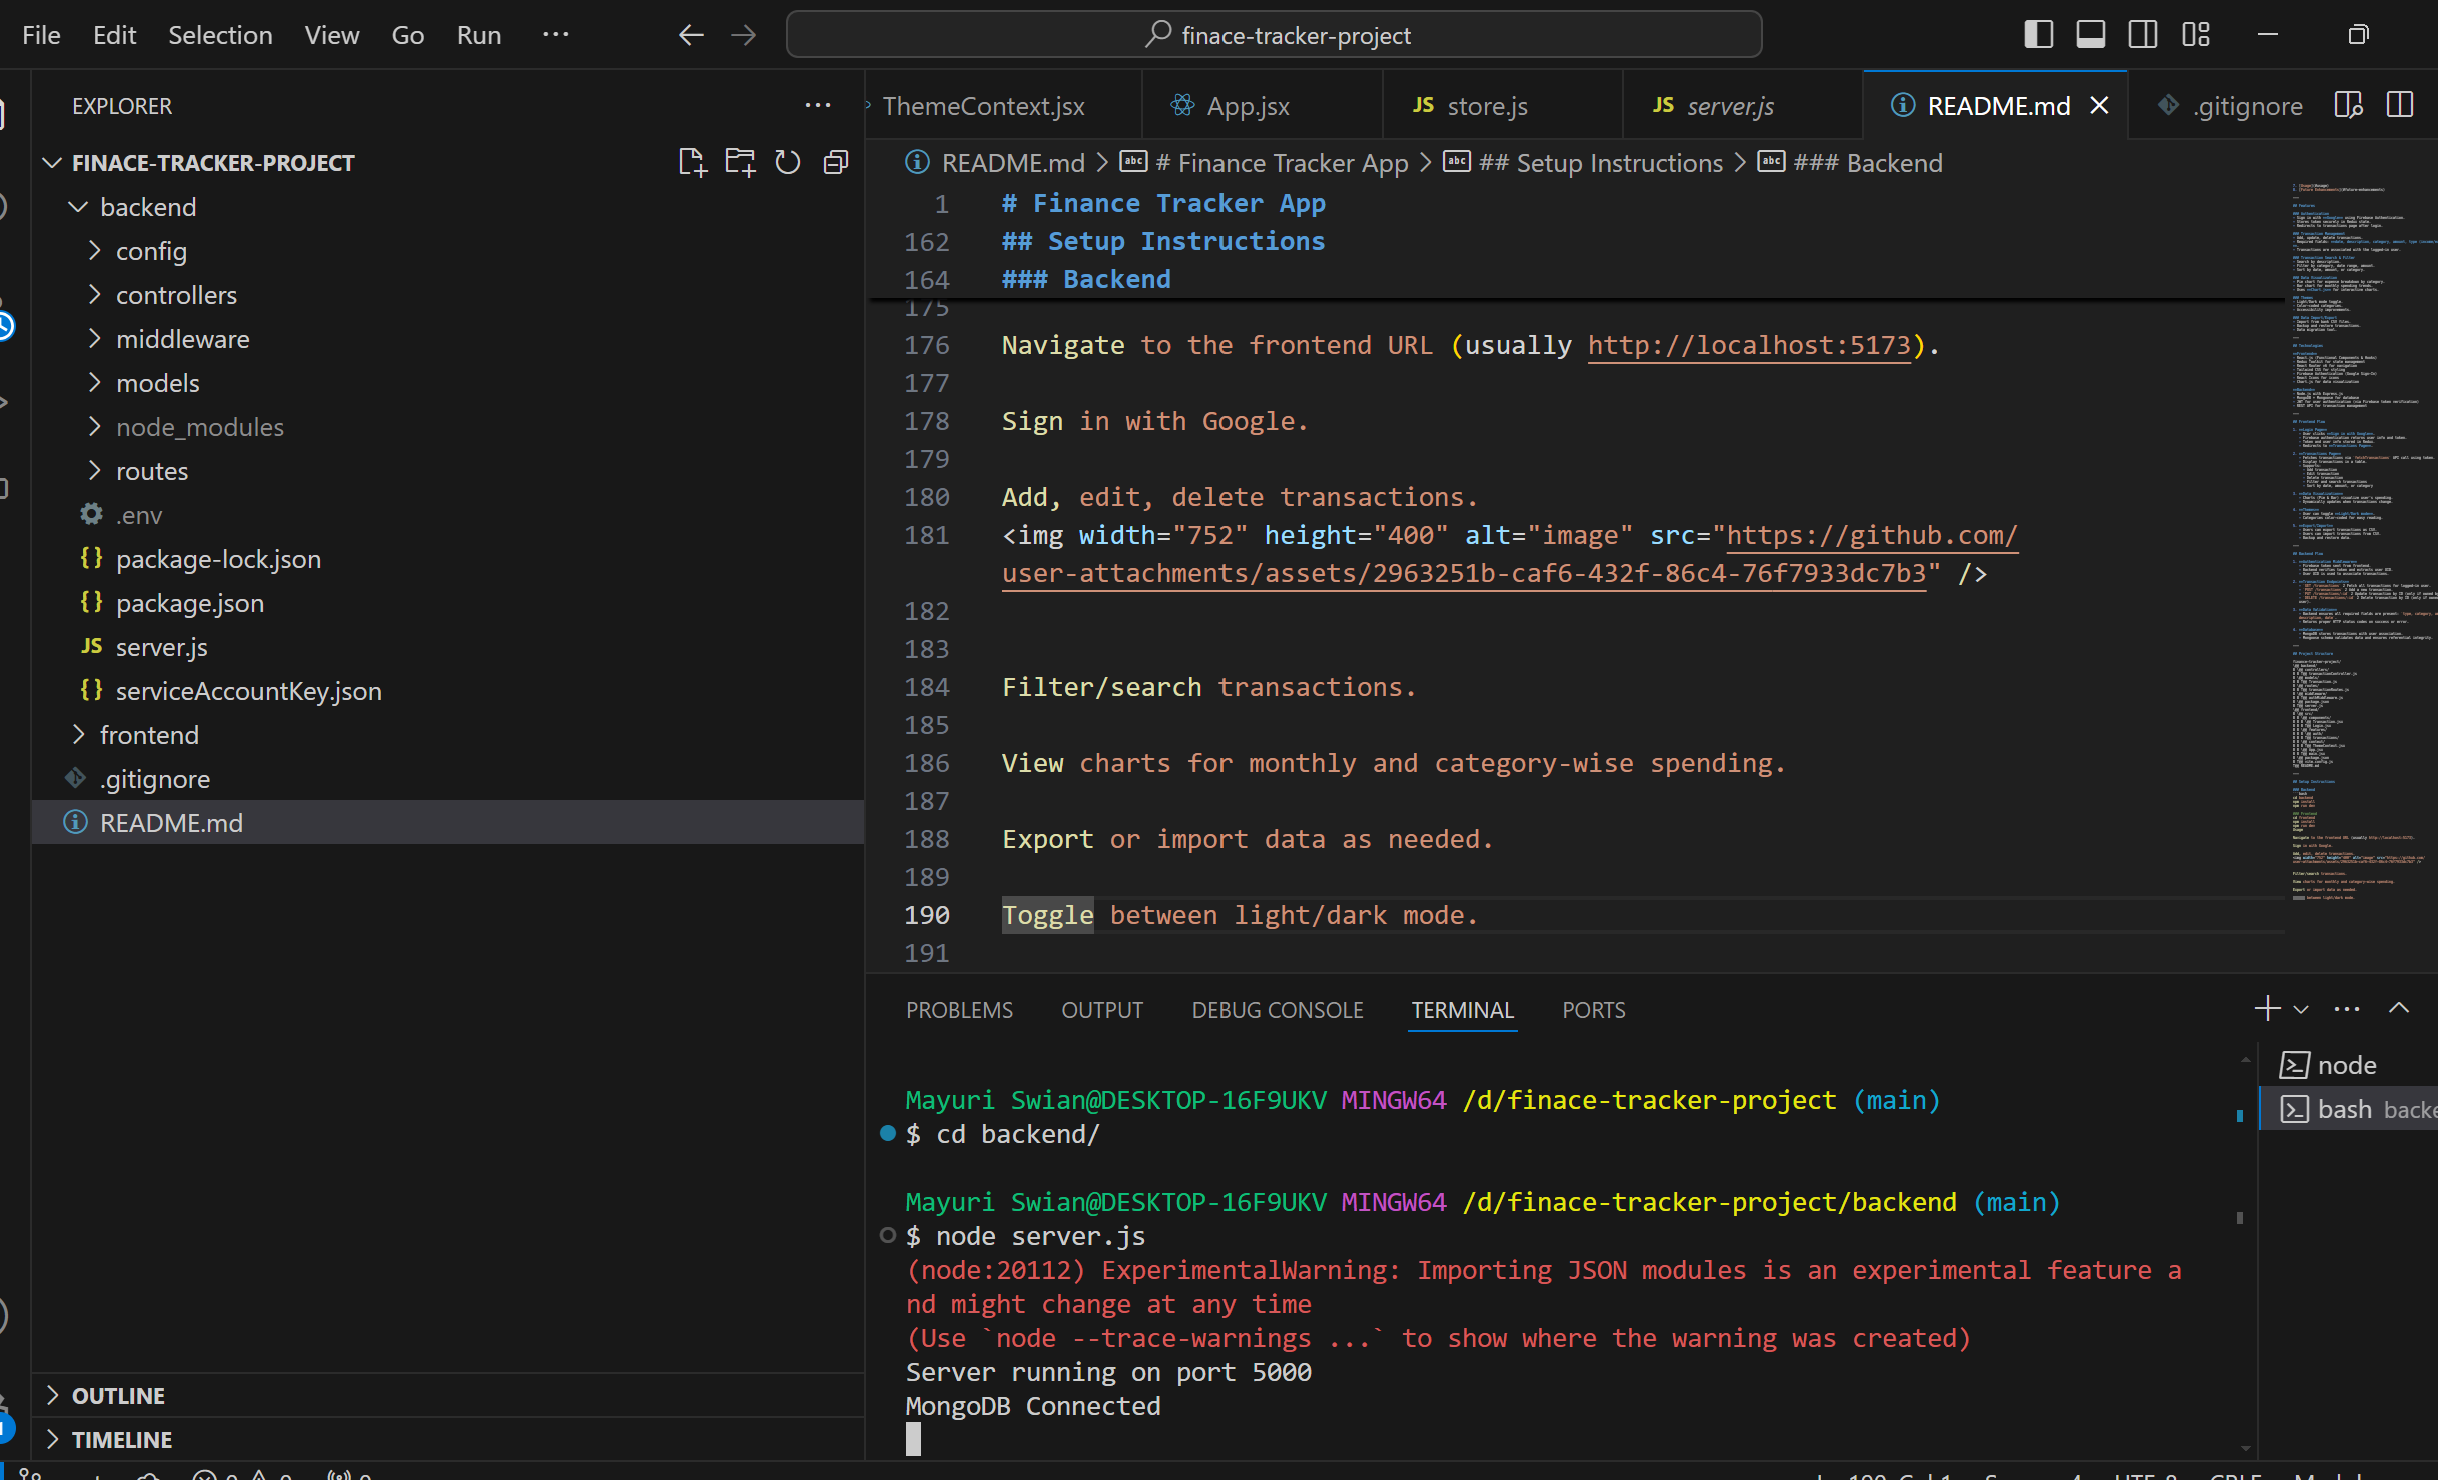 File Edit Selection View Go Run ···
finace-tracker-project
EXPLORER
FINACE-TRACKER-PROJECT
backend
config
controllers
middleware
models
node_modules
routes
.env
package-lock.json
package.json
server.js
serviceAccountKey.json
frontend
.gitignore
README.md
OUTLINE
TIMELINE
ThemeContext.jsx App.jsx JS store.js JS server.js README.md .gitignore
README.md > # Finance Tracker App > ## Setup Instructions > ### Backend
1 # Finance Tracker App
162 ## Setup Instructions
164 ### Backend
175
176 Navigate to the frontend URL (usually http://localhost:5173).
177
178 Sign in with Google.
179
180 Add, edit, delete transactions.
181 <img width="752" height="400" alt="image" src="https://github.com/
user-attachments/assets/2963251b-caf6-432f-86c4-76f7933dc7b3" />
182
183
184 Filter/search transactions.
185
186 View charts for monthly and category-wise spending.
187
188 Export or import data as needed.
189
190 Toggle between light/dark mode.
191
PROBLEMS OUTPUT DEBUG CONSOLE TERMINAL PORTS
node
bash
Mayuri Swian@DESKTOP-16F9UKV MINGW64 /d/finace-tracker-project (main)
$ cd backend/
Mayuri Swian@DESKTOP-16F9UKV MINGW64 /d/finace-tracker-project/backend (main)
$ node server.js
(node:20112) ExperimentalWarning: Importing JSON modules is an experimental feature a
nd might change at any time
(Use `node --trace-warnings ...` to show where the warning was created)
Server running on port 5000
MongoDB Connected